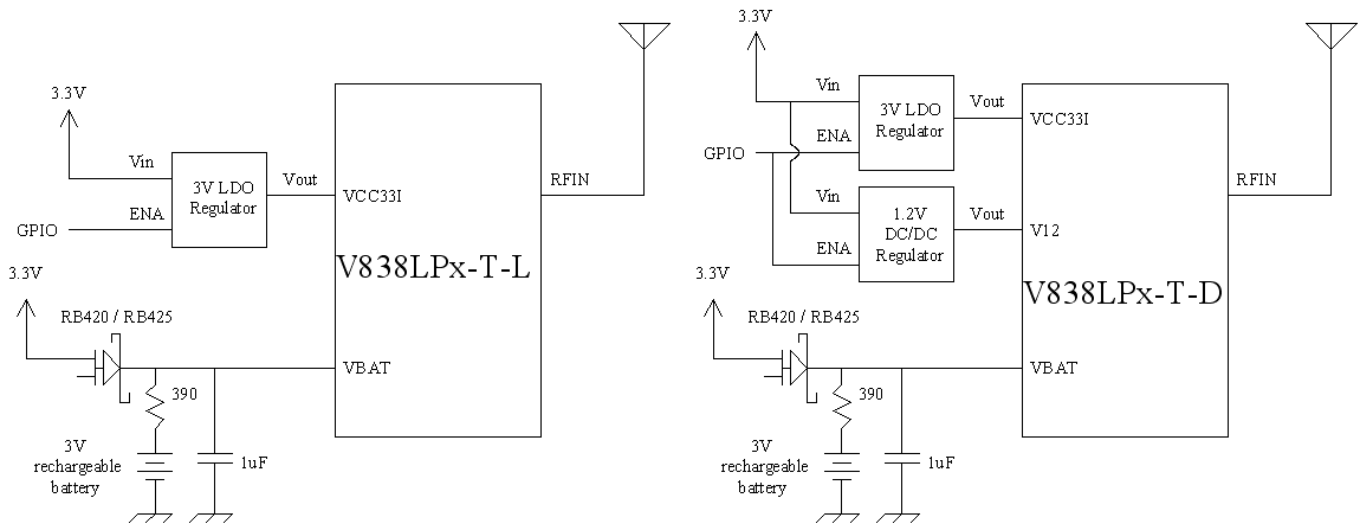 3.3V
Vin
3V LDO
Regulator
Vout
VCC33I
ENA
GPIO
RFIN
V838LPx-T-L
3.3V
RB420 / RB425
VBAT
390
3V
rechargeable
battery
1uF
3.3V
Vin
3V LDO
Regulator
Vout
VCC33I
ENA
GPIO
RFIN
Vin
1.2V
DC/DC
Regulator
Vout
V12
ENA
V838LPx-T-D
3.3V
RB420 / RB425
VBAT
390
3V
rechargeable
battery
1uF